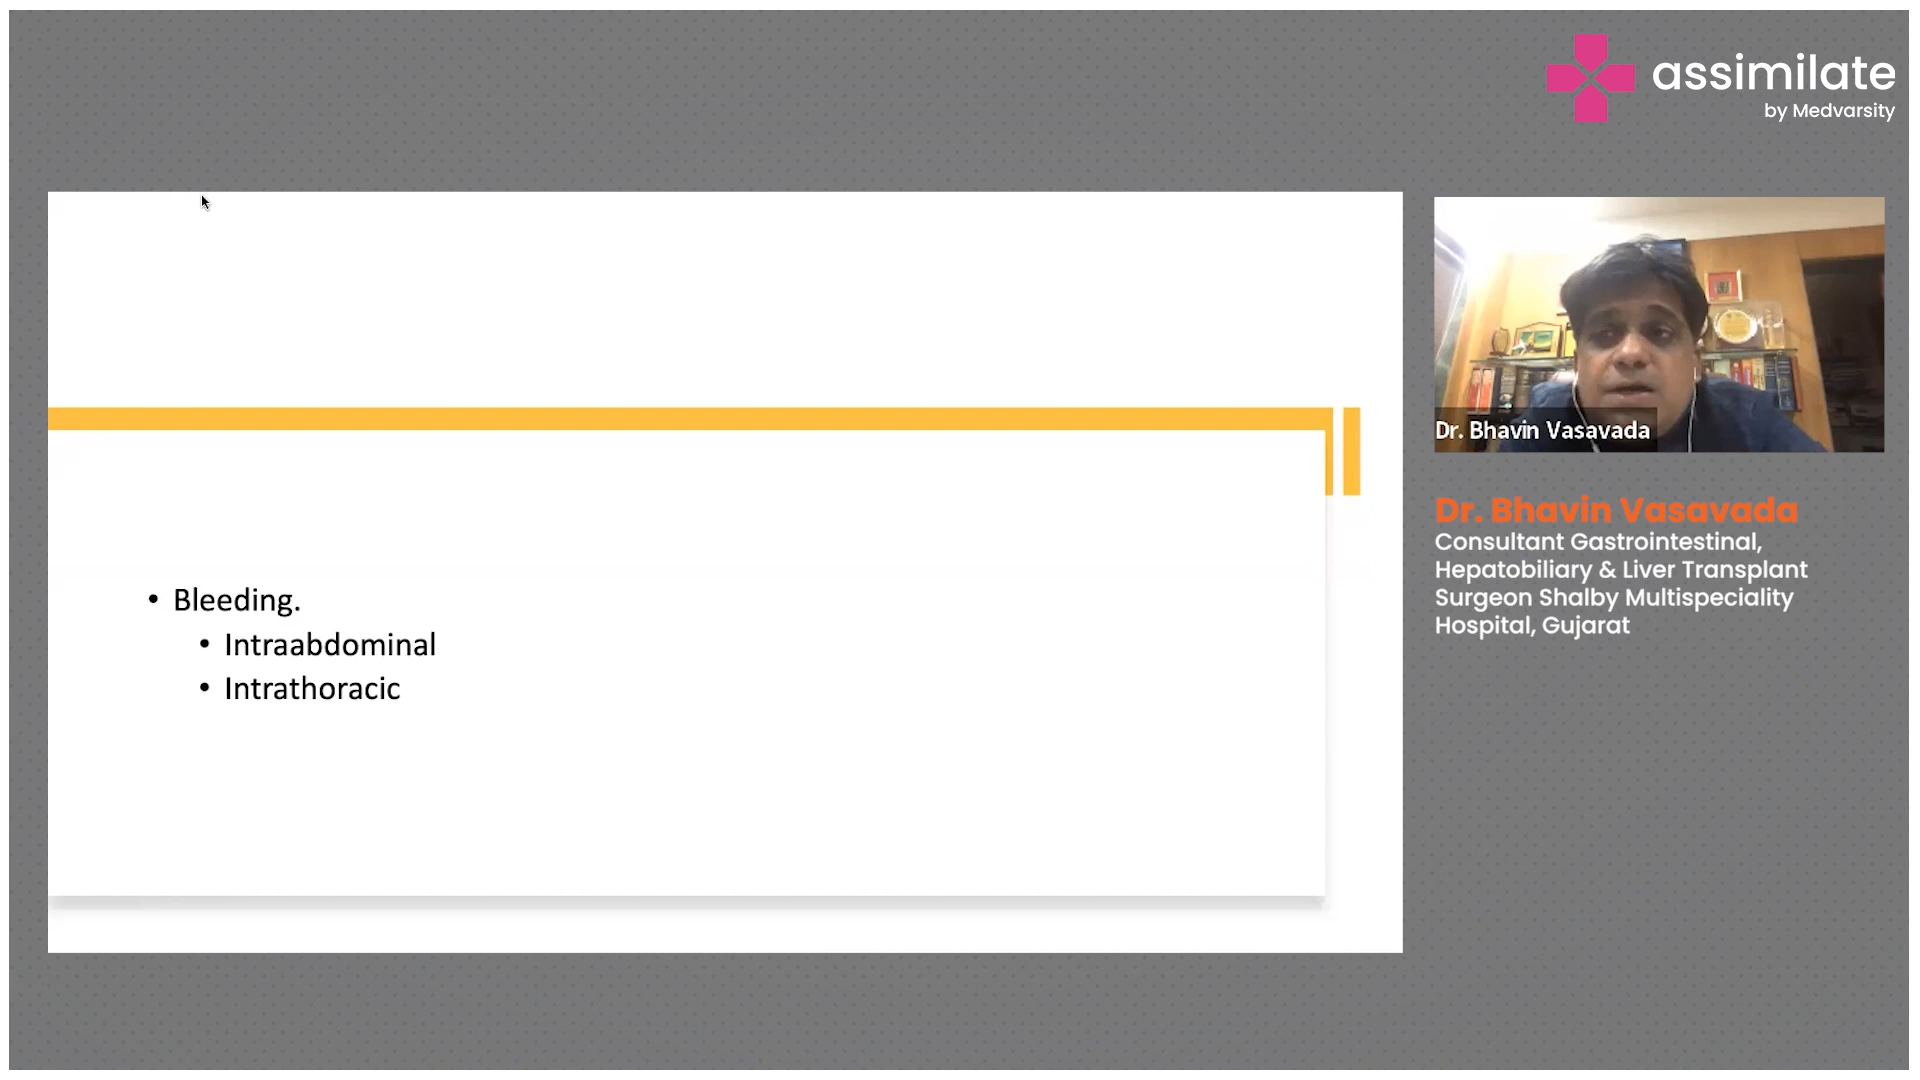 assimilate
by Medvarsity
• Bleeding.
• Intraabdominal
• Intrathoracic
Dr. Bhavin Vasavada
Dr. Bhavin Vasavada
Consultant Gastrointestinal,
Hepatobiliary & Liver Transplant
Surgeon Shalby Multispeciality
Hospital, Gujarat